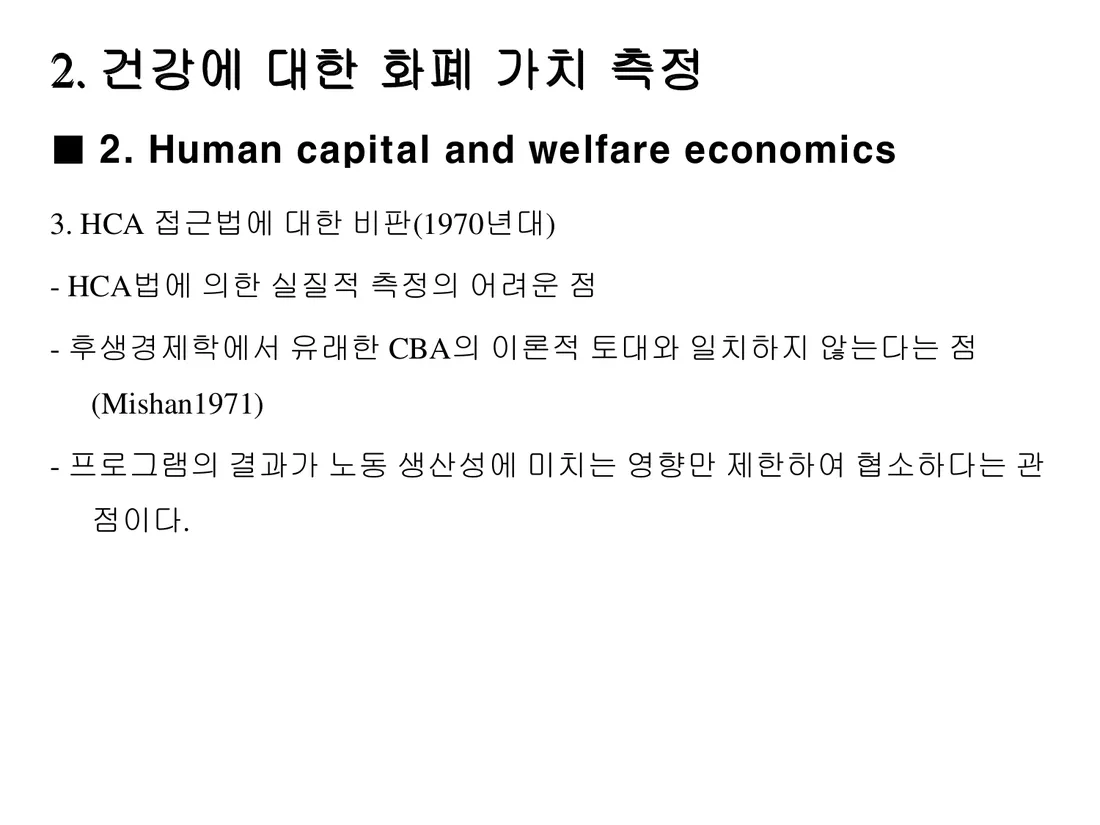 2. 건강에 대한 화폐 가치 측정
■ 2. Human capital and welfare economics
3. HCA 접근법에 대한 비판(1970년대)
- HCA법에 의한 실질적 측정의 어려운 점
- 후생경제학에서 유래한 CBA의 이론적 토대와 일치하지 않는다는 점
(Mishan1971)
- 프로그램의 결과가 노동 생산성에 미치는 영향만 제한하여 협소하다는 관
점이다.